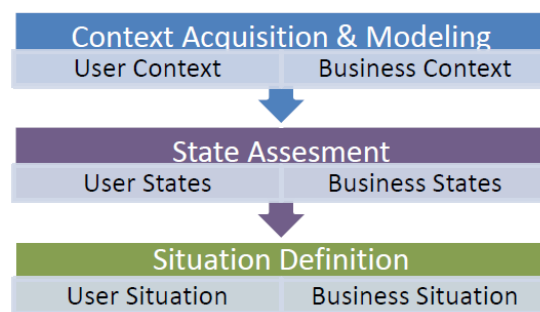 Context Acquisition & Modeling
User Context Business Context
State Assesment
User States Business States
Situation Definition
User Situation Business Situation